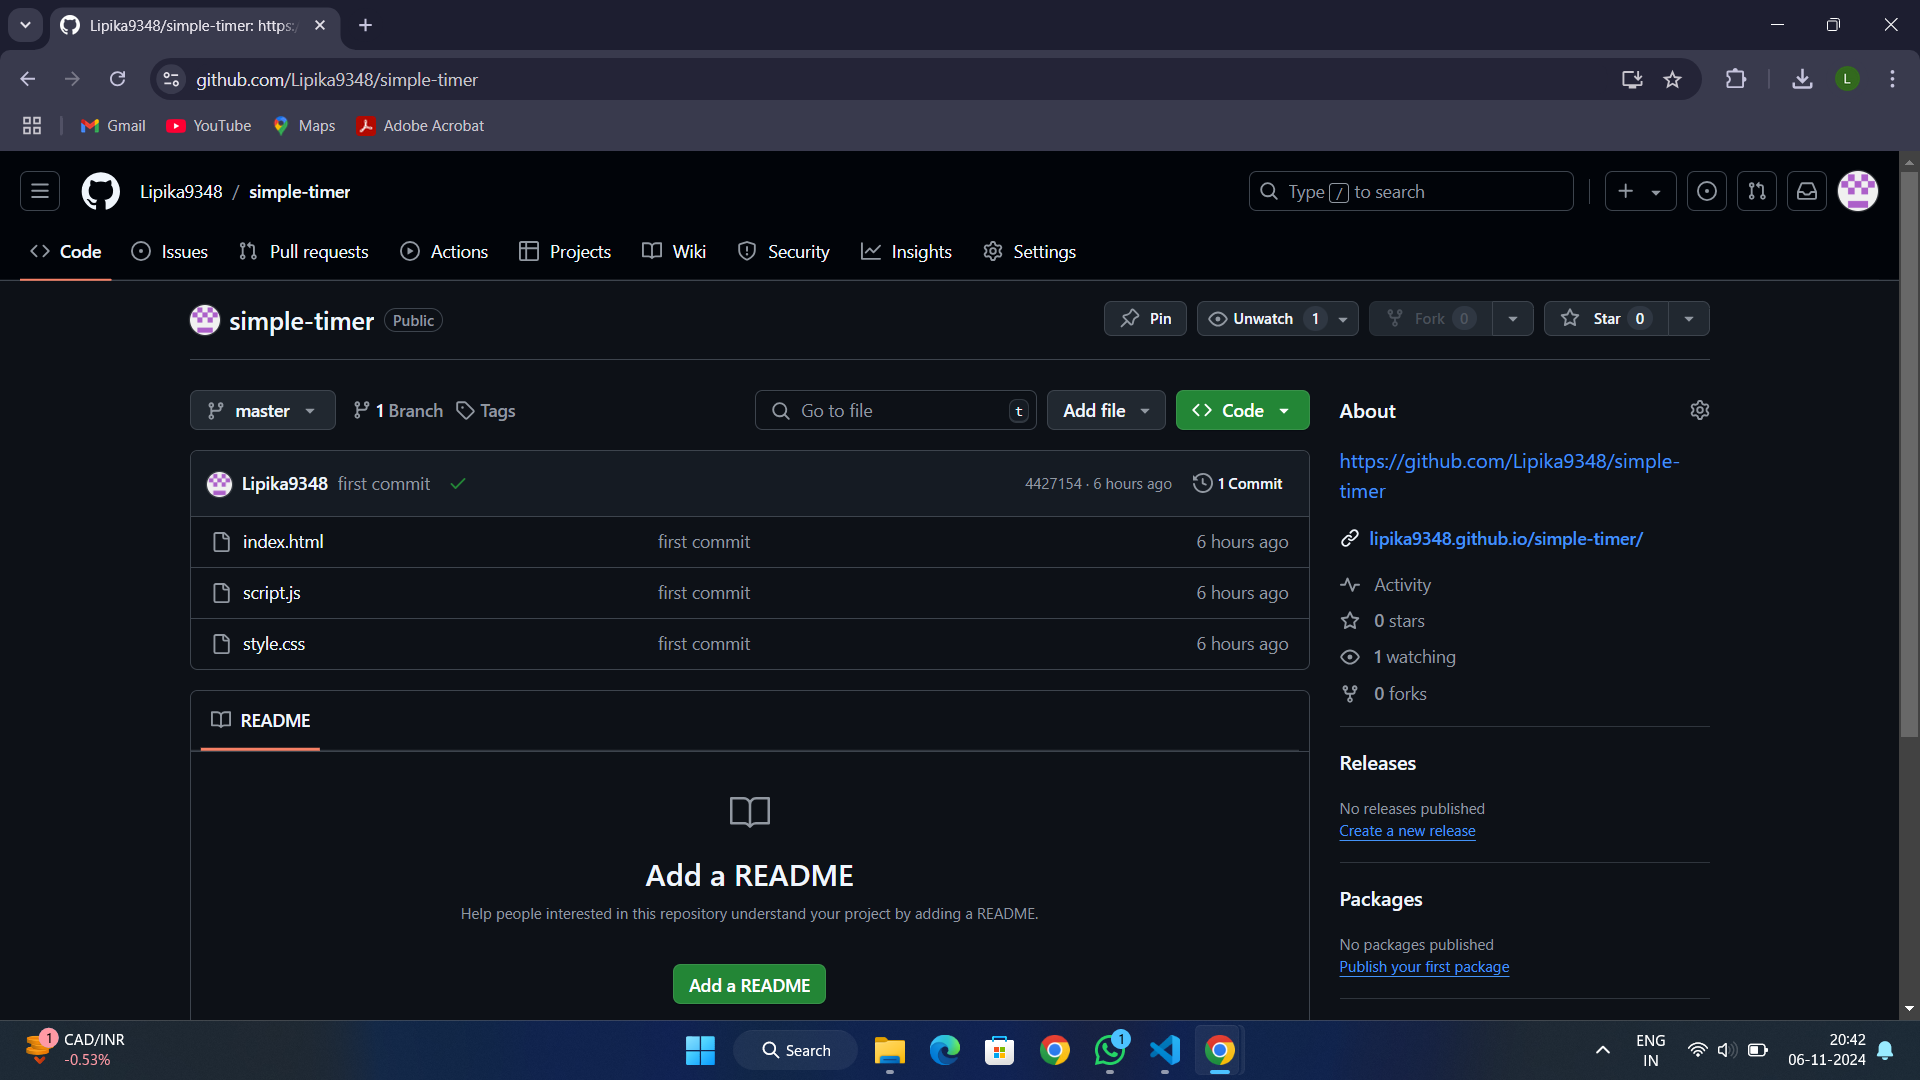 Lipika9348/simple-timer: https:/
github.com/Lipika9348/simple-timer
L
Gmail YouTube Maps Adobe Acrobat
Lipika9348 / simple-timer
Type / to search
Code Issues Pull requests Actions Projects Wiki Security Insights Settings
simple-timer Public
Pin Unwatch 1 Fork 0 Star 0
master 1 Branch Tags Go to file t Add file Code
Lipika9348 first commit 4427154 · 6 hours ago 1 Commit
index.html first commit 6 hours ago
script.js first commit 6 hours ago
style.css first commit 6 hours ago
README
Add a README
Help people interested in this repository understand your project by adding a README.
Add a README
About
https://github.com/Lipika9348/simple-
timer
lipika9348.github.io/simple-timer/
Activity
0 stars
1 watching
0 forks
Releases
No releases published
Create a new release
Packages
No packages published
Publish your first package
1 CAD/INR
-0.53%
Search
1
ENG
IN
20:42
06-11-2024